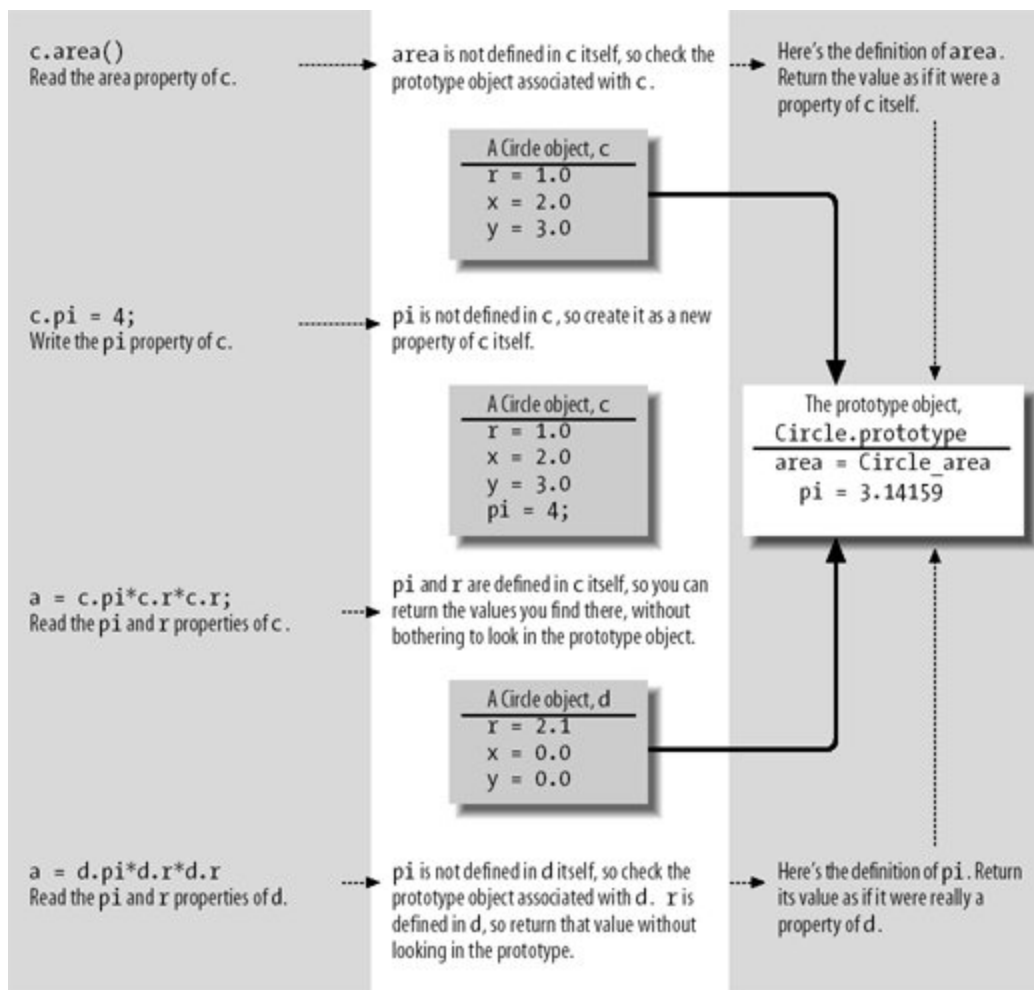 c.area()
Read the area property of c.
area is not defined in c itself, so check the
prototype object associated with c.
Here's the definition of area.
Return the value as if it were a
property of c itself.
A Circle object, c
r = 1.0
x = 2.0
y = 3.0
c.pi = 4;
Write the pi property of c.
pi is not defined in c, so create it as a new
property of c itself.
A Circle object, c
r = 1.0
x = 2.0
y = 3.0
pi = 4;
The prototype object,
Circle.prototype
area = Circle_area
pi = 3.14159
a = c.pi*c.r*c.r;
Read the pi and r properties of c.
pi and r are defined in c itself, so you can
return the values you find there, without
bothering to look in the prototype object.
A Circle object, d
r = 2.1
x = 0.0
y = 0.0
a = d.pi*d.r*d.r
Read the pi and r properties of d.
pi is not defined in d itself, so check the
prototype object associated with d. r is
defined in d, so return that value without
looking in the prototype.
Here's the definition of pi. Return
its value as if it were really a
property of d.